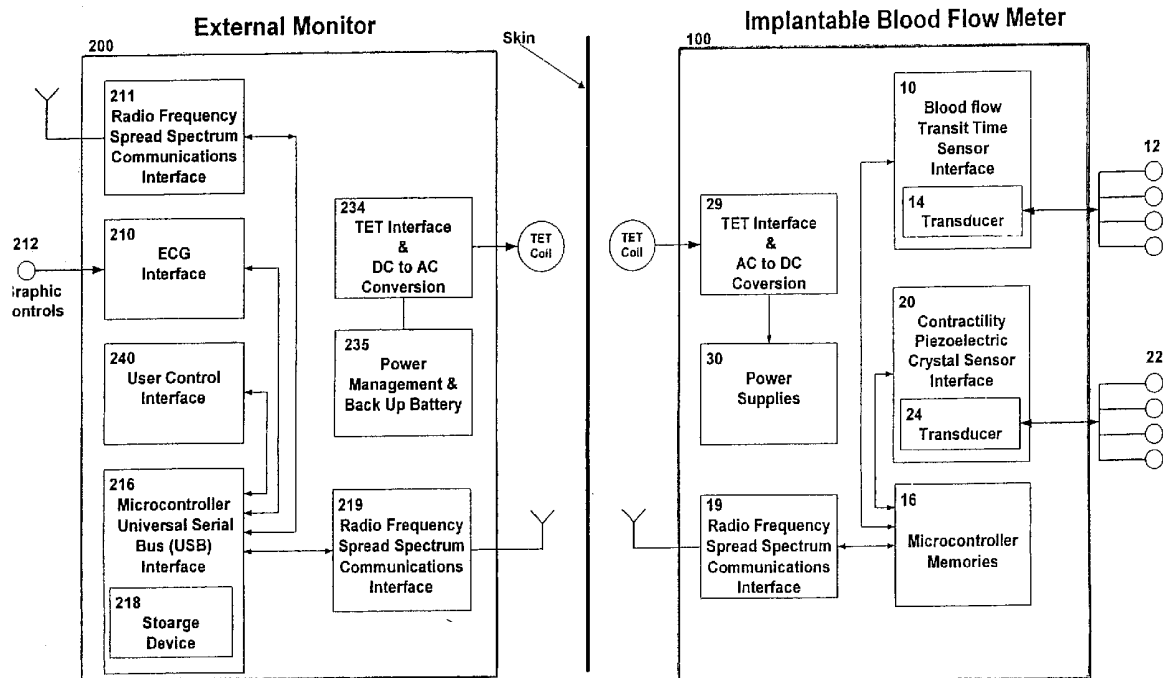 External Monitor
Implantable Blood Flow Meter
200
Skin
100
211
Radio Frequency
Spread Spectrum
Communications
Interface
212
raphic
ontrols
210
ECG
Interface
240
User Control
Interface
216
Microcontroller
Universal Serial
Bus (USB)
Interface
218
Stoarge
Device
234
TET Interface
&
DC to AC
Conversion
TET
Coil
235
Power
Management &
Back Up Battery
219
Radio Frequency
Spread Spectrum
Communications
Interface
TET
Coil
29
TET Interface
&
AC to DC
Coversion
30
Power
Supplies
19
Radio Frequency
Spread Spectrum
Communications
Interface
10
Blood flow
Transit Time
Sensor
Interface
14
Transducer
12
20
Contractility
Piezoelectric
Crystal Sensor
Interface
24
Transducer
22
16
Microcontroller
Memories